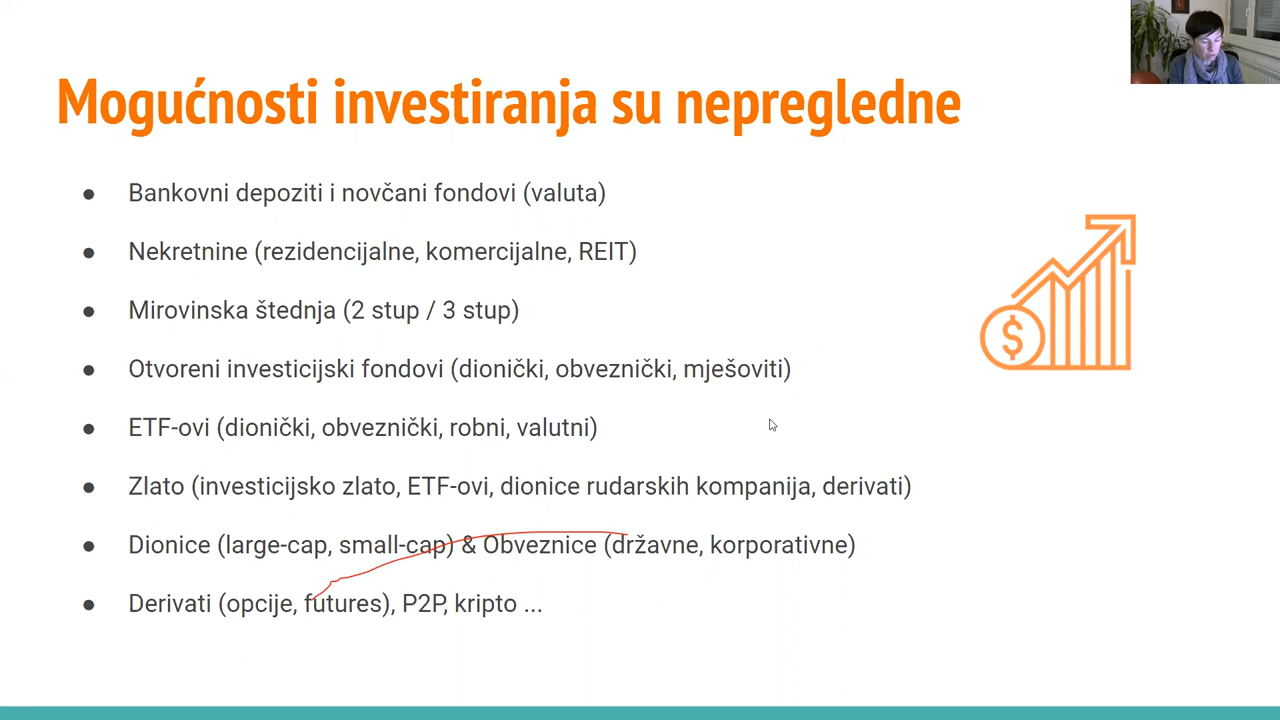 Mogućnosti investiranja su nepregledne
● Bankovni depoziti i novčani fondovi (valuta)
● Nekretnine (rezidencijalne, komercijalne, REIT)
● Mirovinska štednja (2 stup / 3 stup)
● Otvoreni investicijski fondovi (dionički, obveznički, mješoviti)
● ETF-ovi (dionički, obveznički, robni, valutni)
● Zlato (investicijsko zlato, ETF-ovi, dionice rudarskih kompanija, derivati)
● Dionice (large-cap, small-cap) & Obveznice (državne, korporativne)
● Derivati (opcije, futures), P2P, kripto ...
$